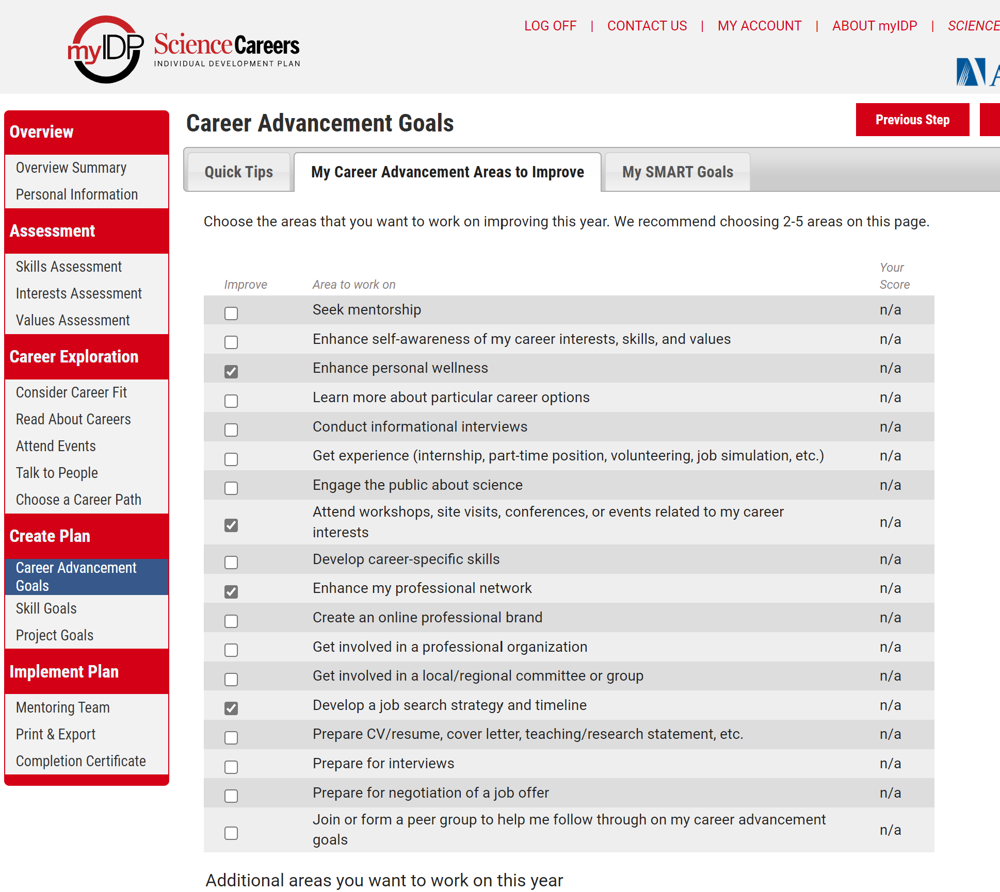 myIDP ScienceCareers
INDIVIDUAL DEVELOPMENT PLAN
LOG OFF | CONTACT US | MY ACCOUNT | ABOUT myIDP | SCIENCE
Overview
Overview Summary
Personal Information
Assessment
Skills Assessment
Interests Assessment
Values Assessment
Career Exploration
Consider Career Fit
Read About Careers
Attend Events
Talk to People
Choose a Career Path
Create Plan
Career Advancement
Goals
Skill Goals
Project Goals
Implement Plan
Mentoring Team
Print & Export
Completion Certificate
Career Advancement Goals
Previous Step
Quick Tips
My Career Advancement Areas to Improve
My SMART Goals
Choose the areas that you want to work on improving this year. We recommend choosing 2-5 areas on this page.
Improve Area to work on Your
Score
Seek mentorship n/a
Enhance self-awareness of my career interests, skills, and values n/a
Enhance personal wellness n/a
Learn more about particular career options n/a
Conduct informational interviews n/a
Get experience (internship, part-time position, volunteering, job simulation, etc.) n/a
Engage the public about science n/a
Attend workshops, site visits, conferences, or events related to my career
interests n/a
Develop career-specific skills n/a
Enhance my professional network n/a
Create an online professional brand n/a
Get involved in a professional organization n/a
Get involved in a local/regional committee or group n/a
Develop a job search strategy and timeline n/a
Prepare CV/resume, cover letter, teaching/research statement, etc. n/a
Prepare for interviews n/a
Prepare for negotiation of a job offer n/a
Join or form a peer group to help me follow through on my career advancement
goals n/a
Additional areas you want to work on this year